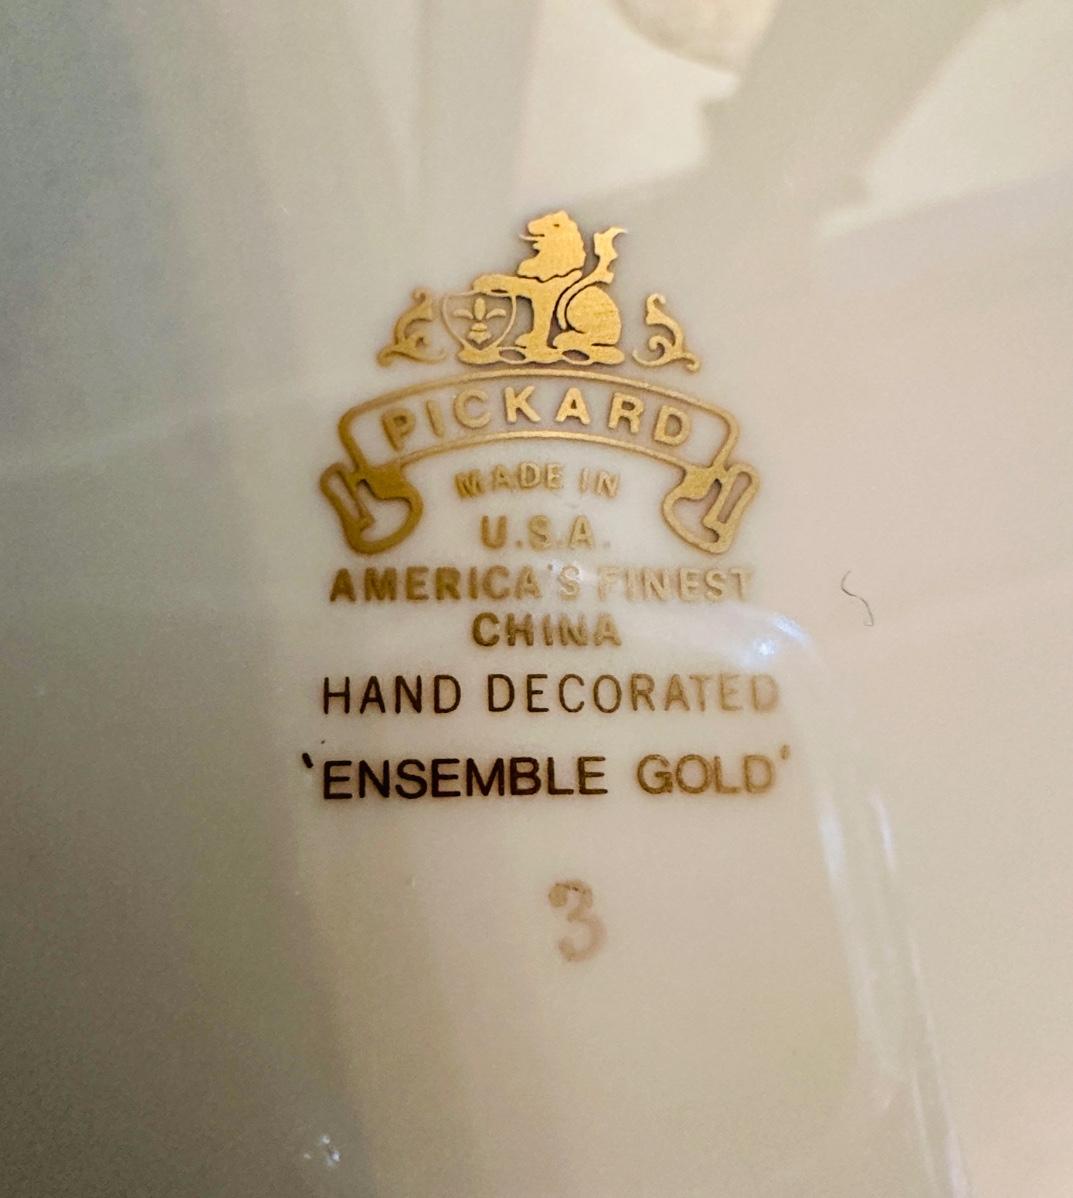 PICKARD
MADE IN
U.S.A.
AMERICA'S FINEST
CHINA
HAND DECORATED
'ENSEMBLE GOLD'
3